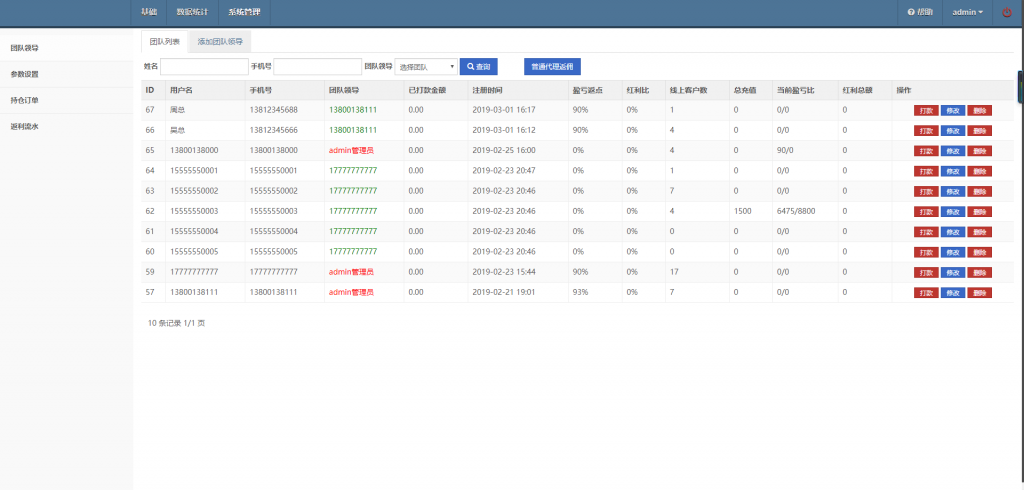 基础 数据统计 系统管理 帮助 admin
团队领导
参数设置
持仓订单
返利流水
团队列表 添加团队领导
姓名 手机号 团队领导 选择团队 查询 普通代理返佣
ID 用户名 手机号 团队领导 已打款金额 注册时间 盈亏返点 红利比 线上客户数 总充值 当前盈亏比 红利总额 操作
67 周总 13812345688 13800138111 0.00 2019-03-01 16:17 90% 0% 1 0 0/0 0 打款 修改 删除
66 吴总 13812345666 13800138111 0.00 2019-03-01 16:12 90% 0% 4 0 0/0 0 打款 修改 删除
65 13800138000 13800138000 admin管理员 0.00 2019-02-25 16:00 0% 0% 4 0 90/0 0 打款 修改 删除
64 15555550001 15555550001 17777777777 0.00 2019-02-23 20:47 0% 0% 1 0 0/0 0 打款 修改 删除
63 15555550002 15555550002 17777777777 0.00 2019-02-23 20:46 0% 0% 7 0 0/0 0 打款 修改 删除
62 15555550003 15555550003 17777777777 0.00 2019-02-23 20:46 0% 0% 4 1500 6475/8800 0 打款 修改 删除
61 15555550004 15555550004 17777777777 0.00 2019-02-23 20:46 0% 0% 0 0 0/0 0 打款 修改 删除
60 15555550005 15555550005 17777777777 0.00 2019-02-23 20:46 0% 0% 0 0 0/0 0 打款 修改 删除
59 17777777777 17777777777 admin管理员 0.00 2019-02-23 15:44 90% 0% 17 0 0/0 0 打款 修改 删除
57 13800138111 13800138111 admin管理员 0.00 2019-02-21 19:01 93% 0% 7 0 0/0 0 打款 修改 删除
10 条记录 1/1 页